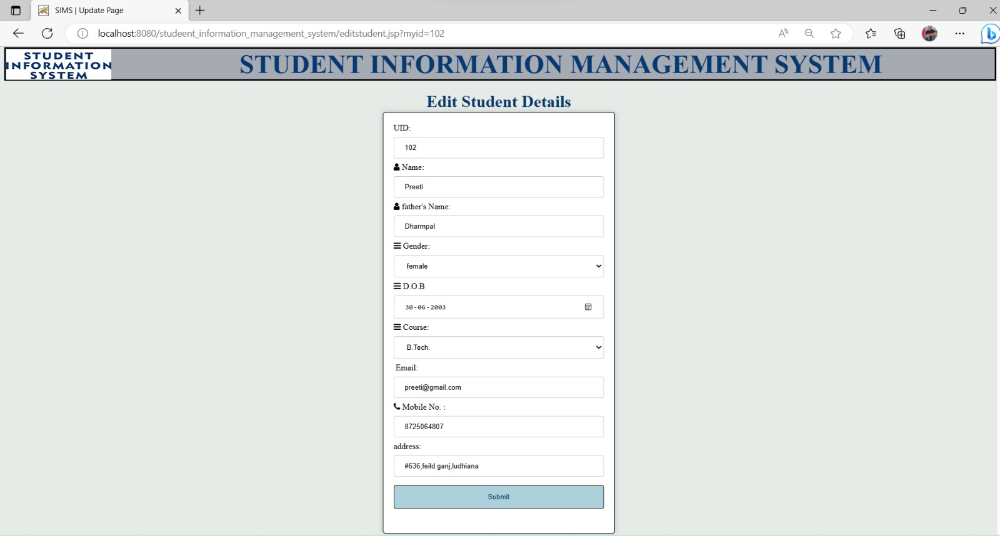 SIMS | Update Page
localhost:8080/studeent_information_management_system/editstudent.jsp?myid=102
STUDENT
INFORMATION
SYSTEM
STUDENT INFORMATION MANAGEMENT SYSTEM
Edit Student Details
UID:
102
Name:
Preeti
father's Name:
Dharmpal
Gender:
female
D.O.B
30-06-2003
Course:
B.Tech.
Email:
preeti@gmail.com
Mobile No. :
8725064807
address:
#636,feild ganj,ludhiana
Submit